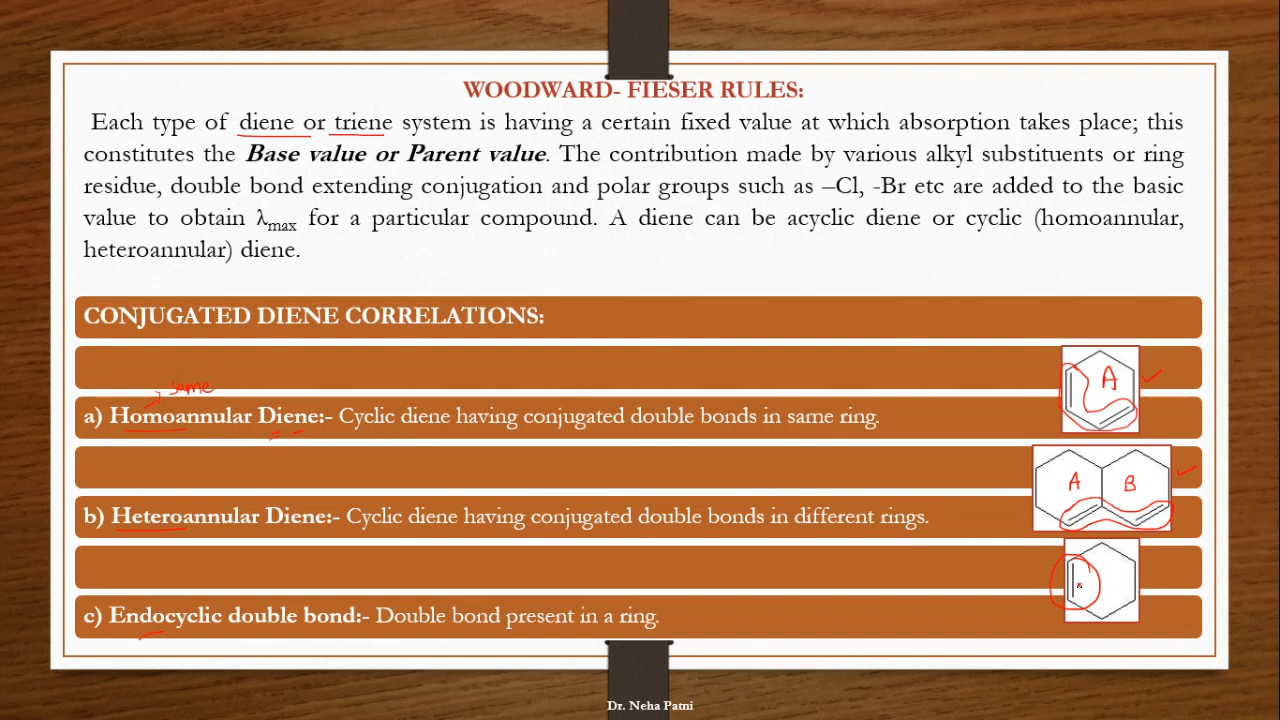 WOODWARD- FIESER RULES:
Each type of diene or triene system is having a certain fixed value at which absorption takes place; this
constitutes the Base value or Parent value. The contribution made by various alkyl substituents or ring
residue, double bond extending conjugation and polar groups such as –Cl, -Br etc are added to the basic
value to obtain λmax for a particular compound. A diene can be acyclic diene or cyclic (homoannular,
heteroannular) diene.
CONJUGATED DIENE CORRELATIONS:
A
same
a) Homoannular Diene:- Cyclic diene having conjugated double bonds in same ring.
A B
b) Heteroannular Diene:- Cyclic diene having conjugated double bonds in different rings.
c) Endocyclic double bond:- Double bond present in a ring.
Dr. Neha Patni